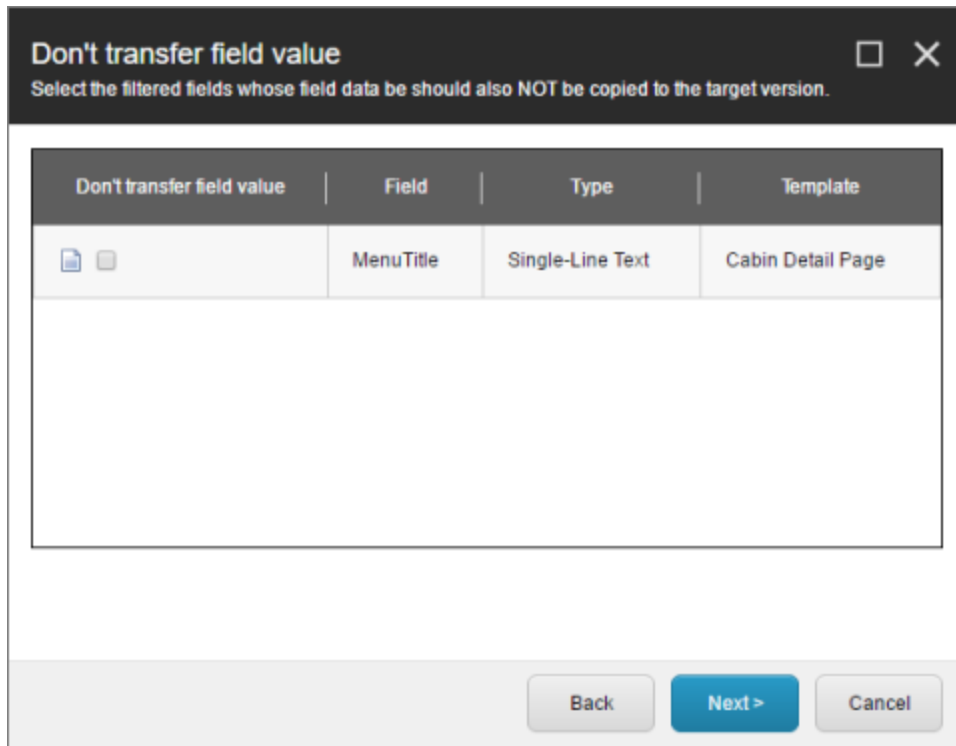 Don't transfer field value
Select the filtered fields whose field data be should also NOT be copied to the target version.
Don't transfer field value Field Type Template
MenuTitle Single-Line Text Cabin Detail Page
Back Next > Cancel